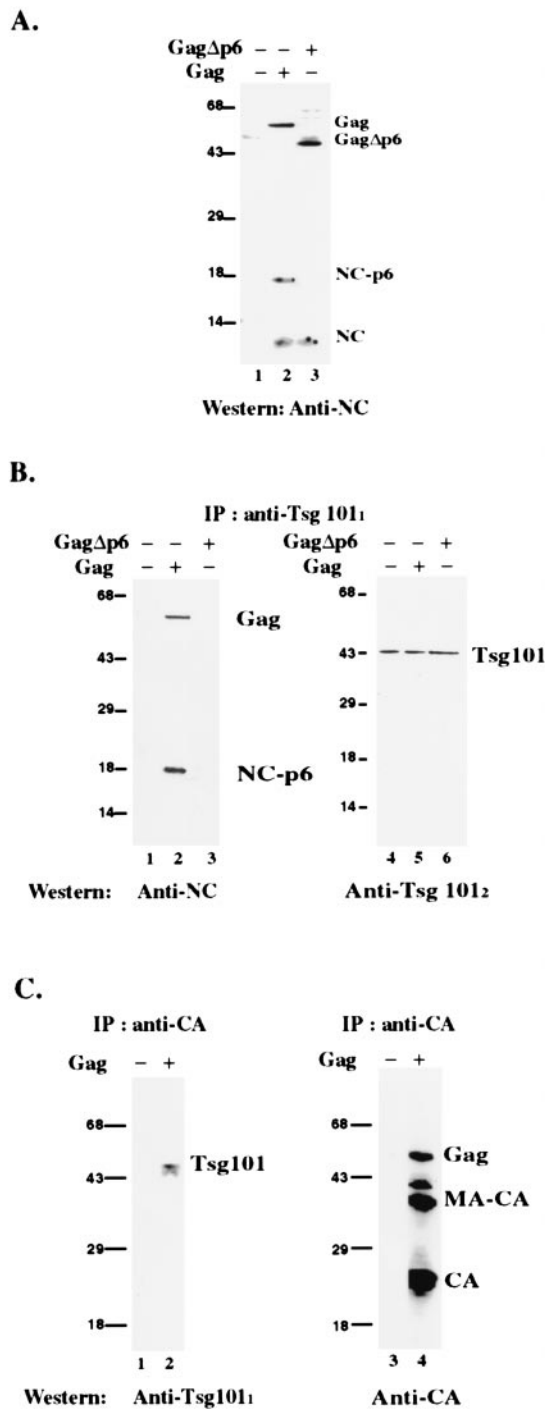 A.
GagΔp6 – – +
Gag – + –
68
43
29
18
14
Gag
GagΔp6
NC-p6
NC
1 2 3
Western: Anti-NC
B.
IP : anti-Tsg 101₁
GagΔp6 – – +
Gag – + –
68
43
29
18
14
Gag
NC-p6
1 2 3
GagΔp6 – – +
Gag – + –
68
43
29
18
14
Tsg101
4 5 6
Western: Anti-NC Anti-Tsg 101₂
C.
IP : anti-CA
Gag – +
68
43
29
18
Tsg101
1 2
IP : anti-CA
Gag – +
68
43
29
18
Gag
MA-CA
CA
3 4
Western: Anti-Tsg101₁ Anti-CA